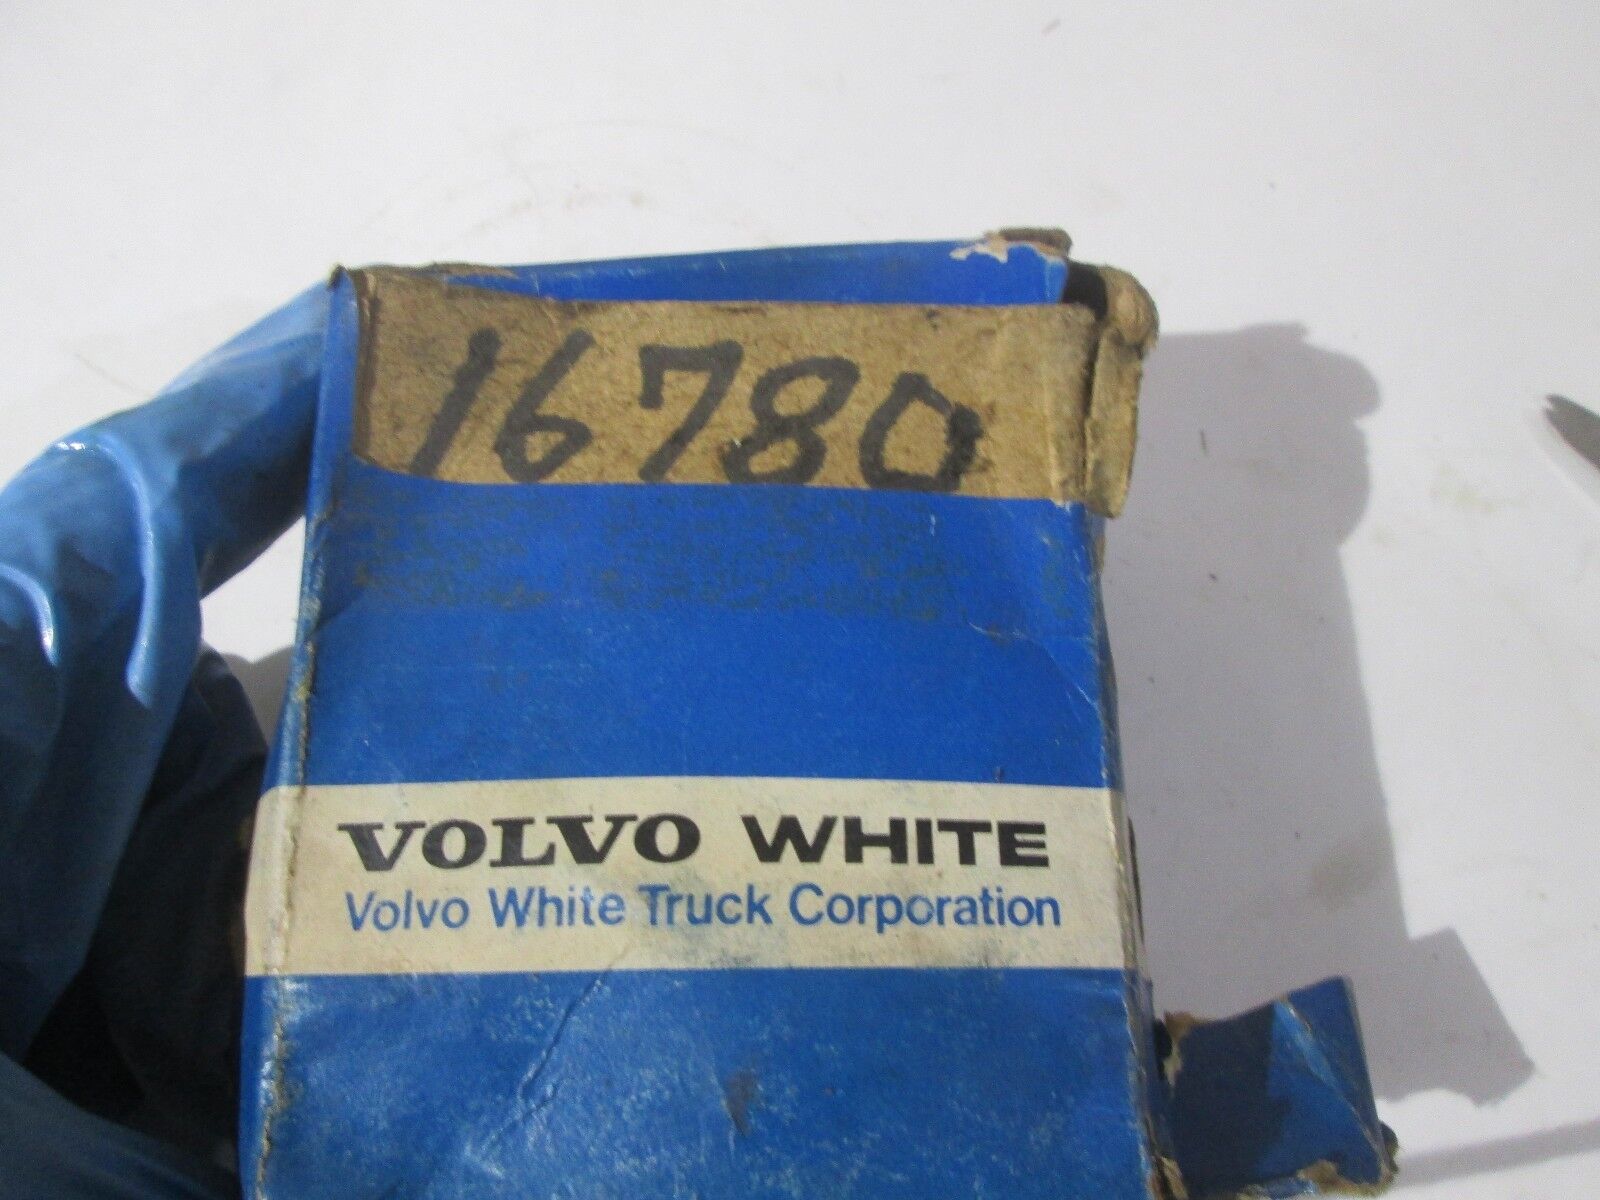 16780
VOLVO WHITE
Volvo White Truck Corporation